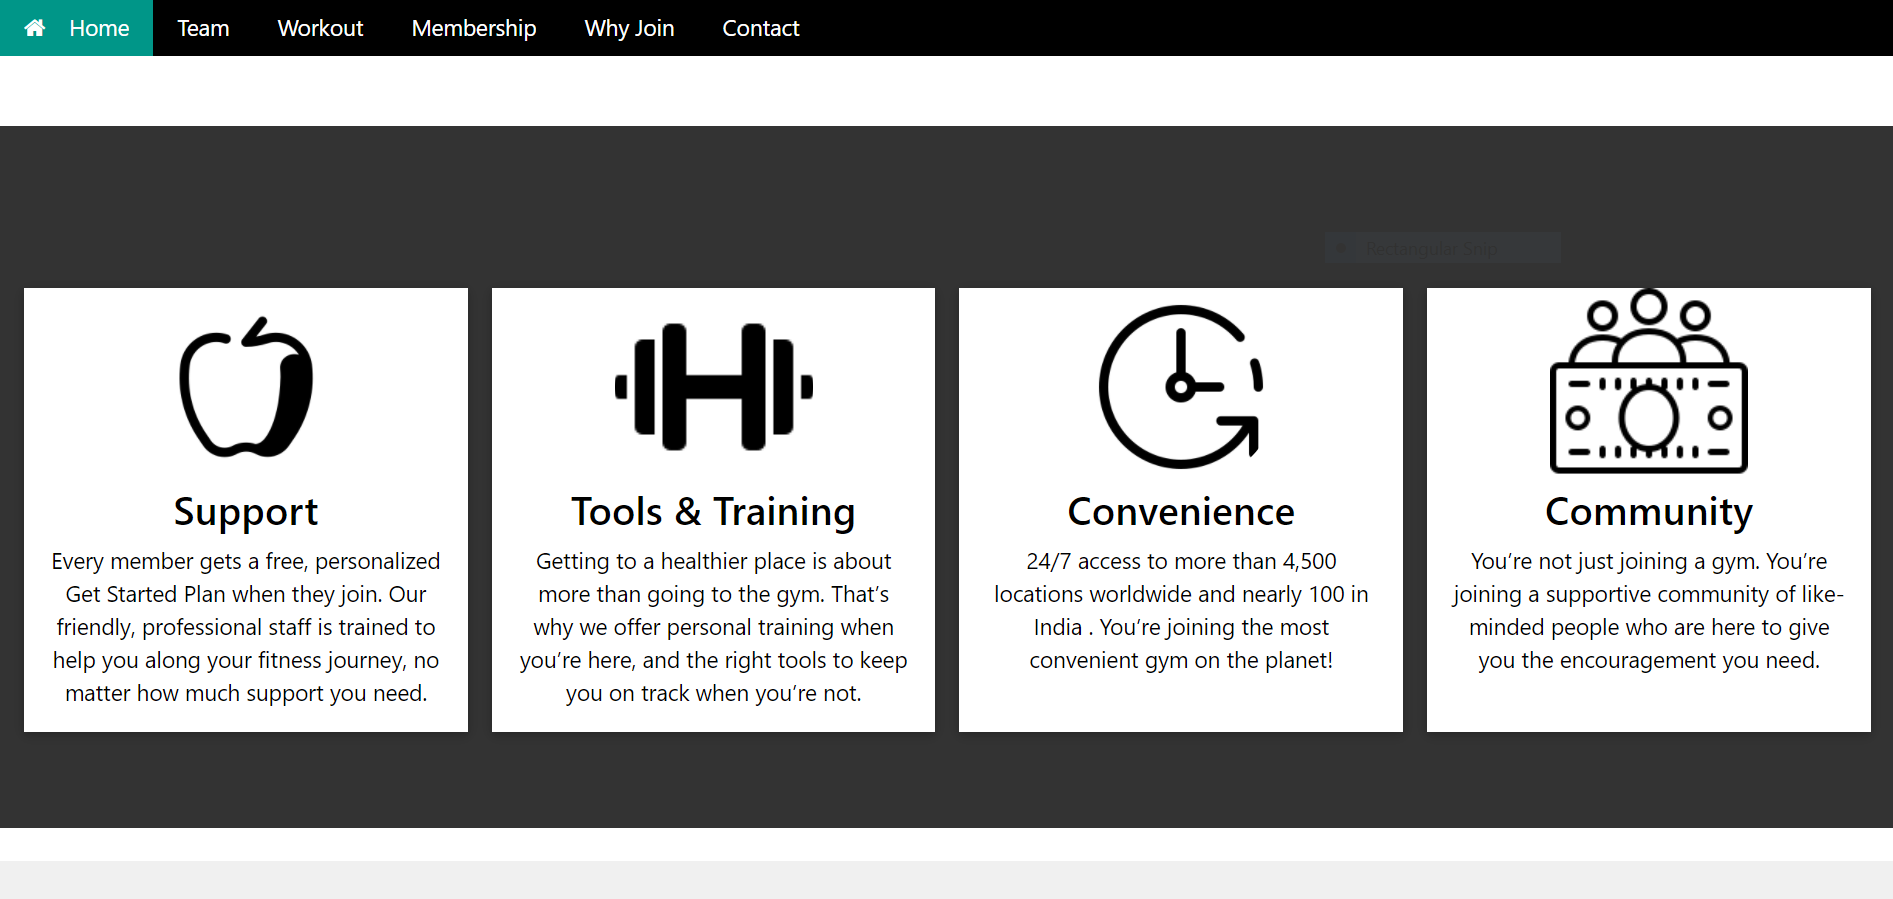 Home Team Workout Membership Why Join Contact
Rectangular Snip
Support
Every member gets a free, personalized
Get Started Plan when they join. Our
friendly, professional staff is trained to
help you along your fitness journey, no
matter how much support you need.
Tools & Training
Getting to a healthier place is about
more than going to the gym. That’s
why we offer personal training when
you’re here, and the right tools to keep
you on track when you’re not.
Convenience
24/7 access to more than 4,500
locations worldwide and nearly 100 in
India . You’re joining the most
convenient gym on the planet!
Community
You’re not just joining a gym. You’re
joining a supportive community of like-
minded people who are here to give
you the encouragement you need.